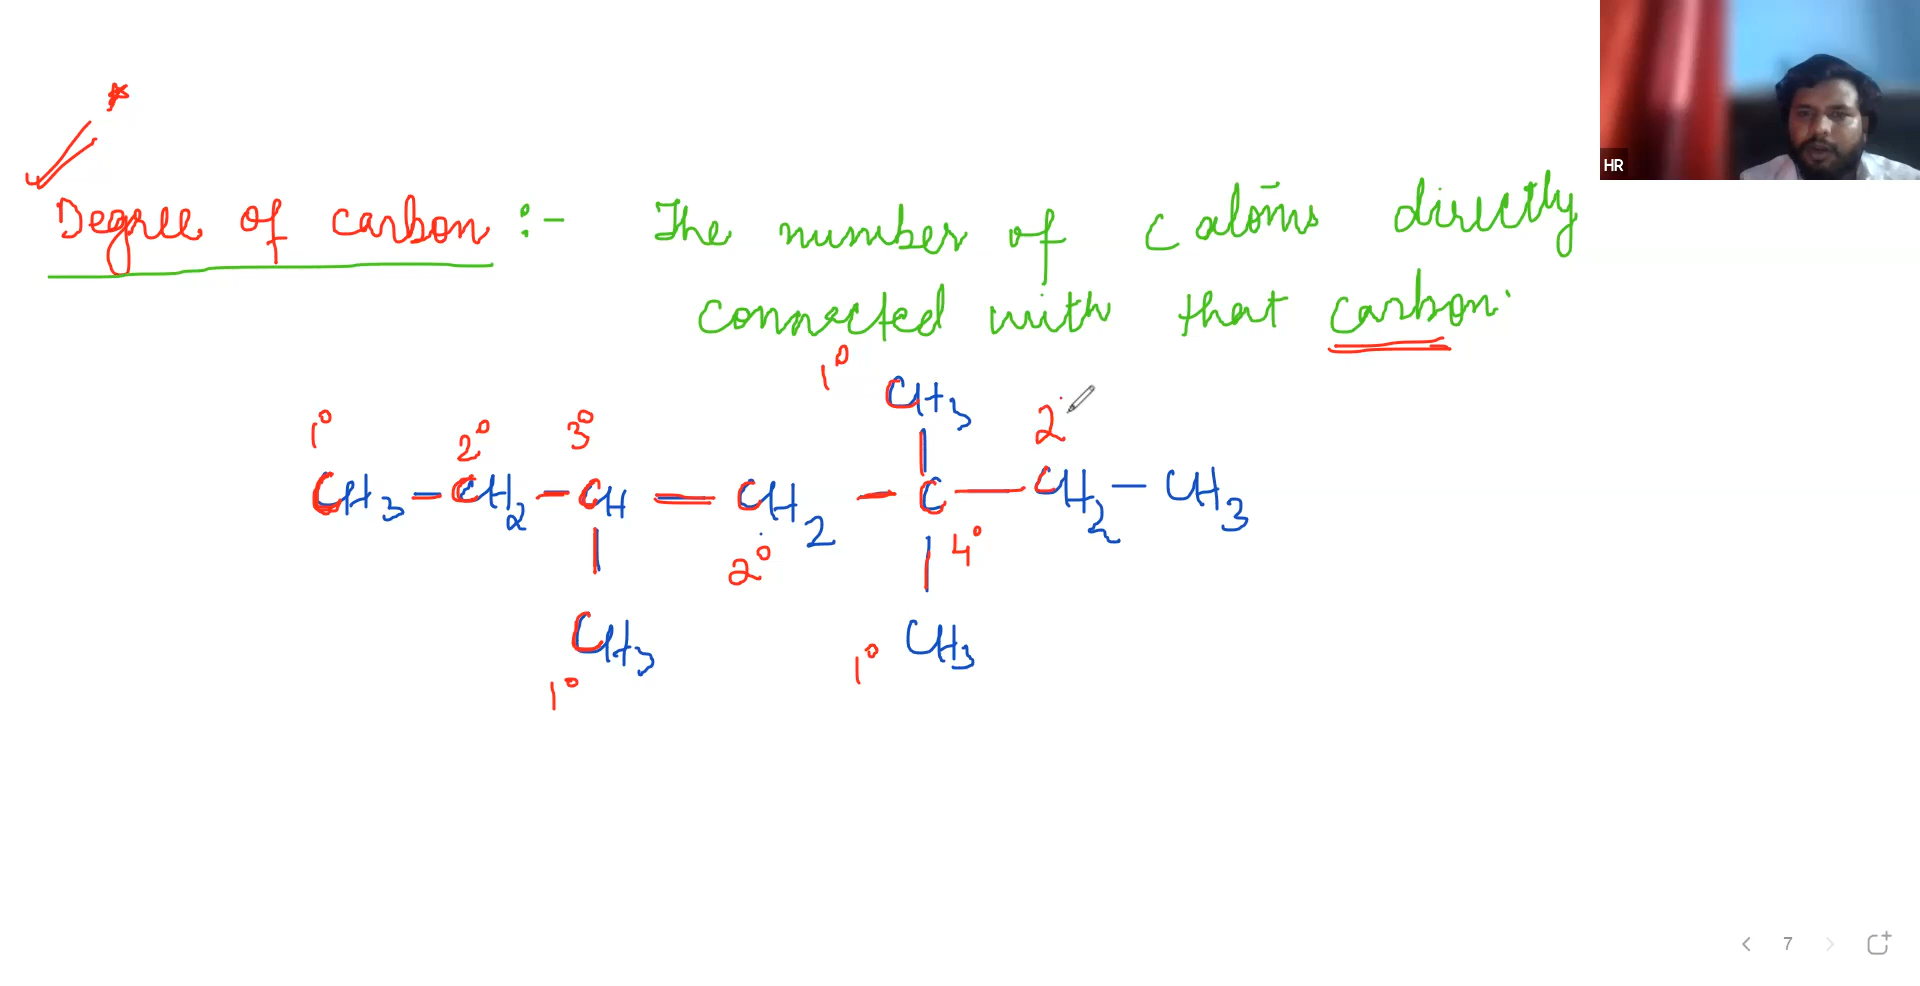 HR
Degree of carbon :- The number of C atoms directly
connected with that carbon.
1° CH3
1° 2° 3° 2°
CH3 - CH2 - CH = CH2 - C - CH2 - CH3
2° 4°
CH3 1° CH3
1°
7